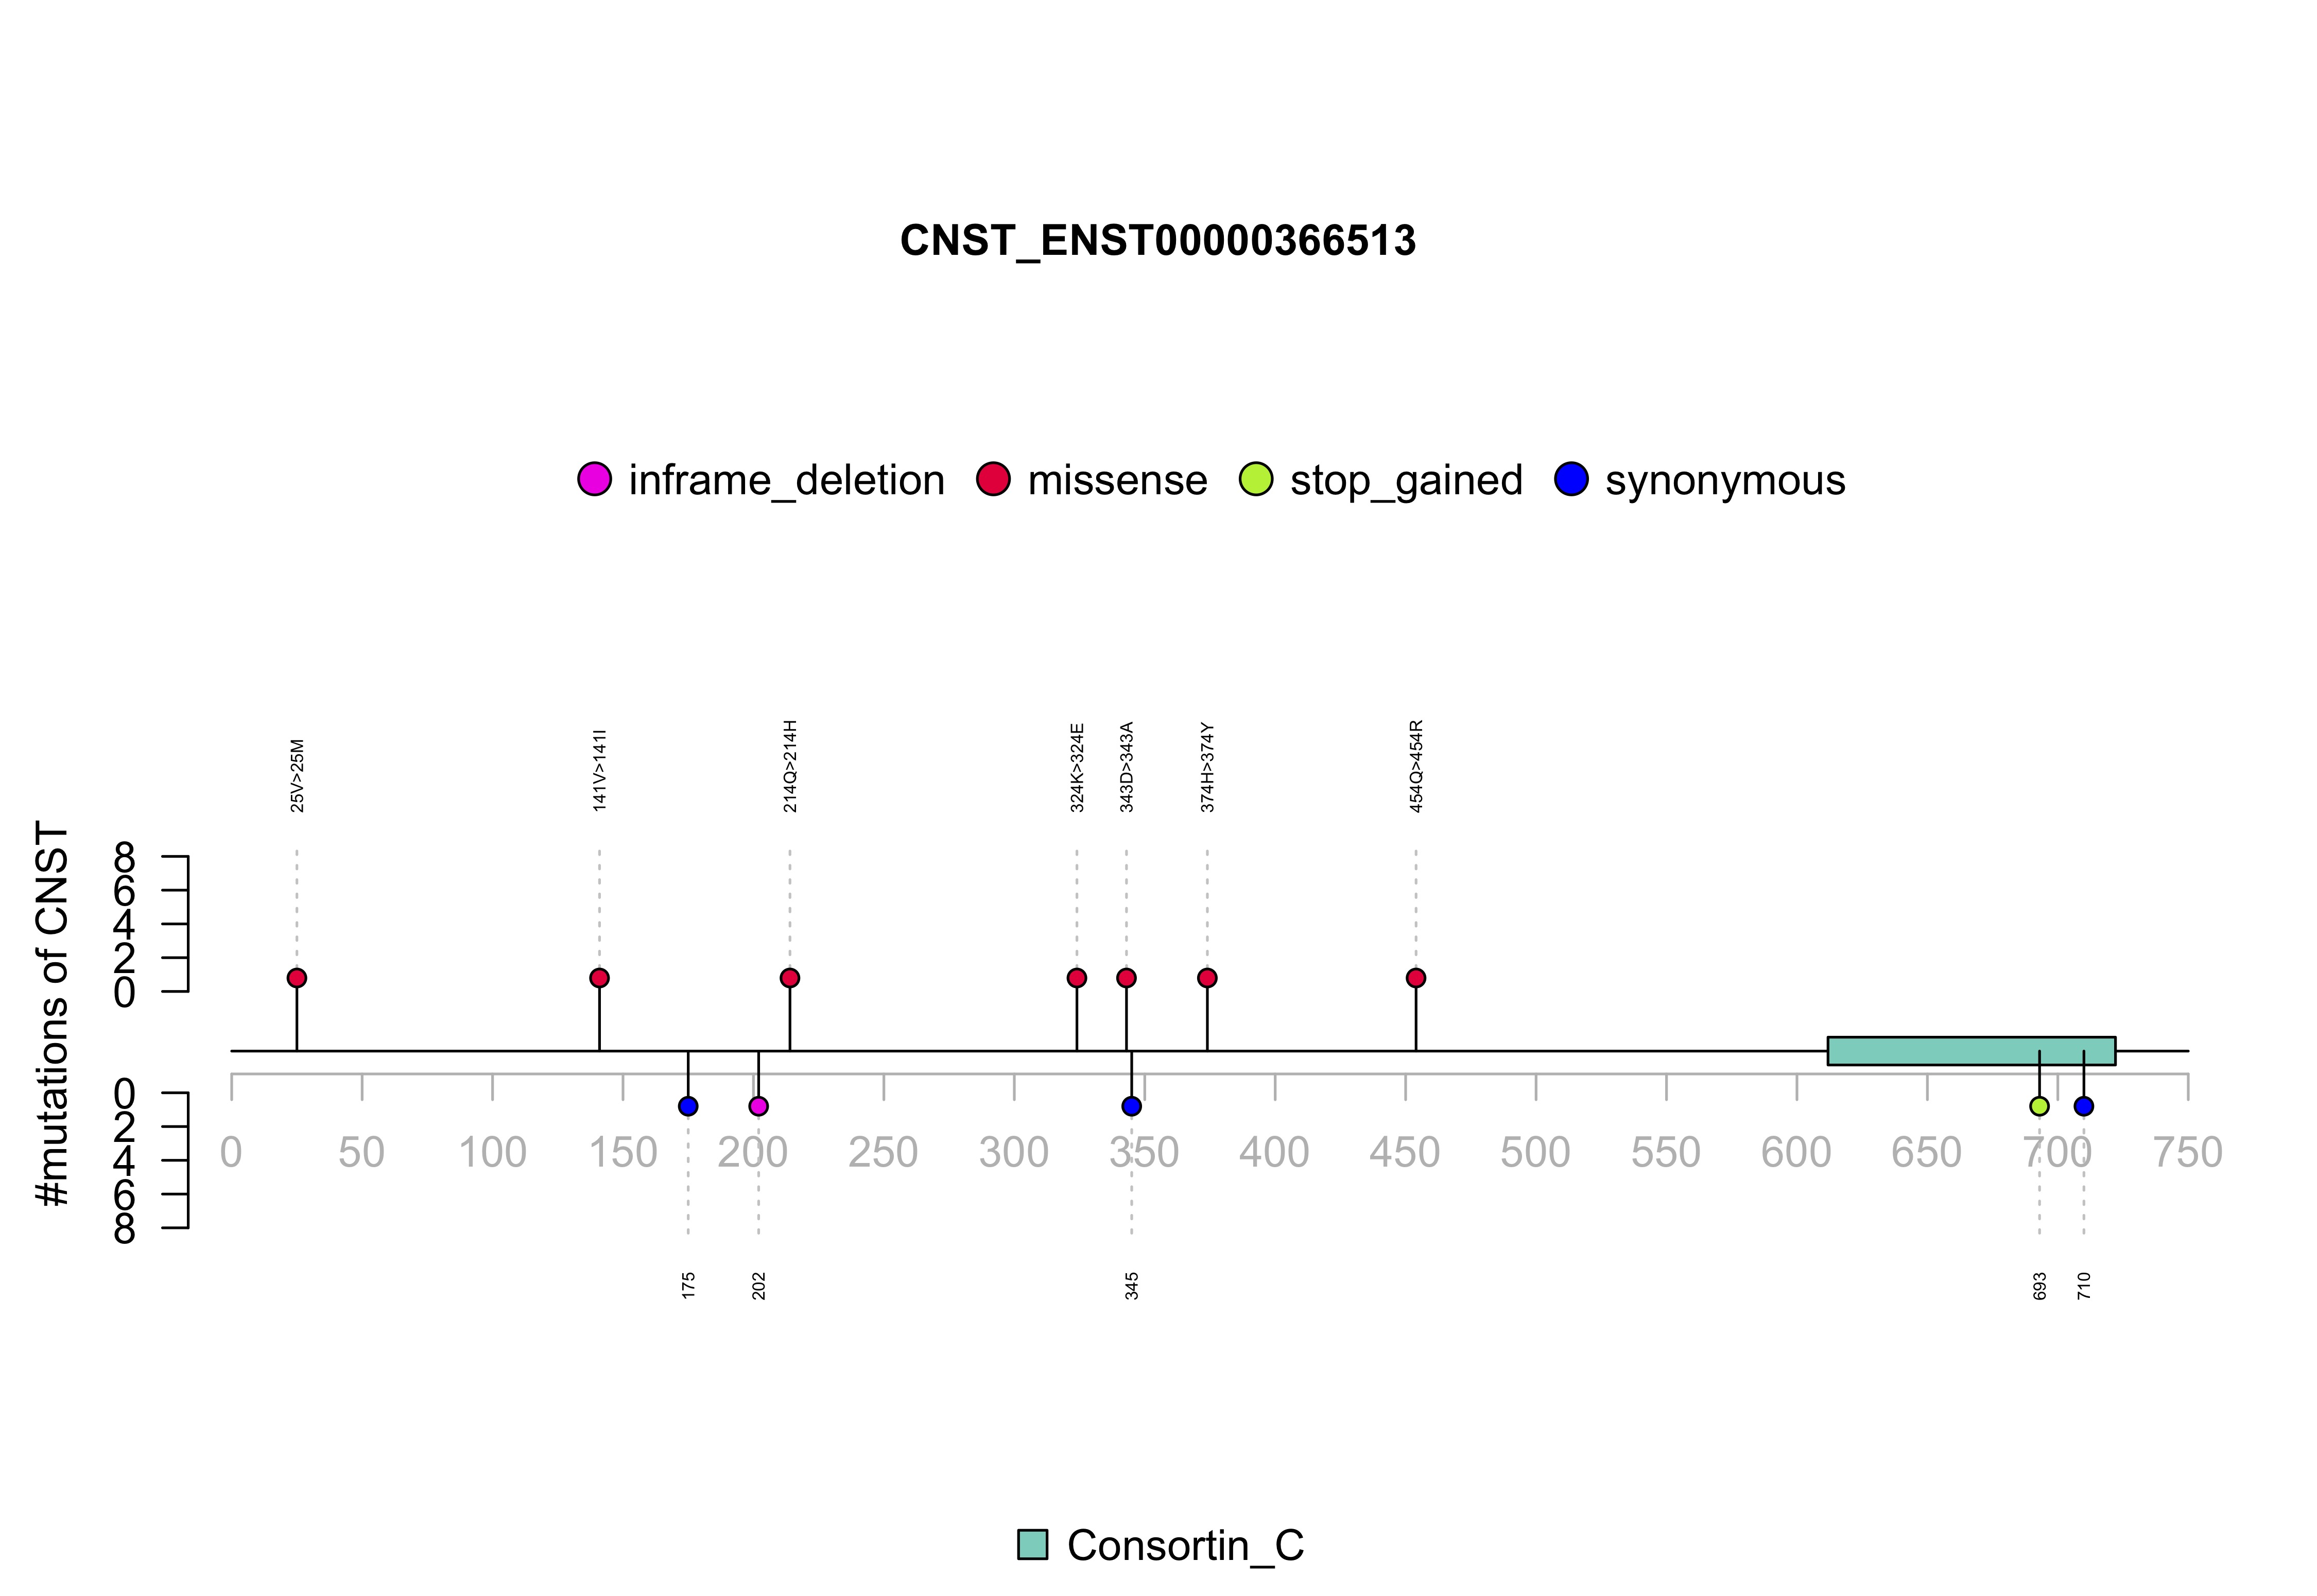 CNST_ENST00000366513
inframe_deletion missense stop_gained synonymous
25V>25M 141V>141I 214Q>214H 324K>324E 343D>343A 374H>374Y 454Q>454R
#mutations of CNST
8
6
4
2
0
0
2
4
6
8
0 50 100 150 200 250 300 350 400 450 500 550 600 650 700 750
175 202 345 693 710
Consortin_C